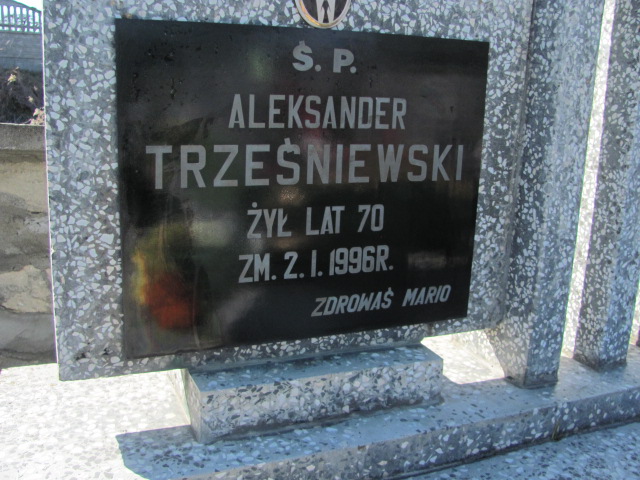 Ś. P.
ALEKSANDER
TRZEŚNIEWSKI
ŻYŁ LAT 70
ZM. 2. I. 1996R.
ZDROWAŚ MARIO